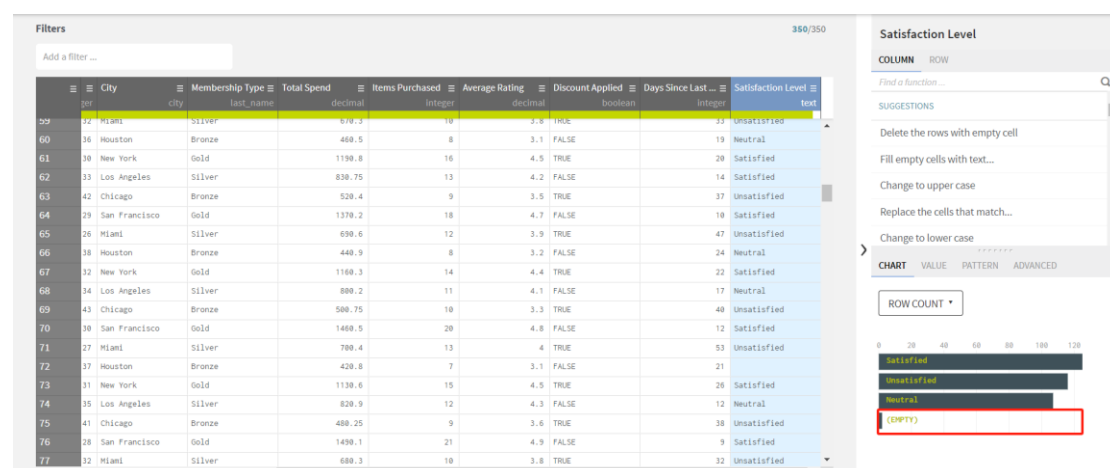 Filters 350/350
Add a filter ...
City Membership Type Total Spend Items Purchased Average Rating Discount Applied Days Since Last ... Satisfaction Level
ger city last_name decimal integer decimal boolean integer text
59 32 Miami Silver 670.3 10 3.8 TRUE 33 Unsatisfied
60 36 Houston Bronze 460.5 8 3.1 FALSE 19 Neutral
61 30 New York Gold 1190.8 16 4.5 TRUE 20 Satisfied
62 33 Los Angeles Silver 830.75 13 4.2 FALSE 14 Satisfied
63 42 Chicago Bronze 520.4 9 3.5 TRUE 37 Unsatisfied
64 29 San Francisco Gold 1370.2 18 4.7 FALSE 10 Satisfied
65 26 Miami Silver 690.6 12 3.9 TRUE 47 Unsatisfied
66 38 Houston Bronze 440.9 8 3.2 FALSE 24 Neutral
67 32 New York Gold 1160.3 14 4.4 TRUE 22 Satisfied
68 34 Los Angeles Silver 800.2 11 4.1 FALSE 17 Neutral
69 43 Chicago Bronze 500.75 10 3.3 TRUE 40 Unsatisfied
70 30 San Francisco Gold 1460.5 20 4.8 FALSE 12 Satisfied
71 27 Miami Silver 700.4 13 4 TRUE 53 Unsatisfied
72 37 Houston Bronze 420.8 7 3.1 FALSE 21
73 31 New York Gold 1130.6 15 4.5 TRUE 26 Satisfied
74 35 Los Angeles Silver 820.9 12 4.3 FALSE 12 Neutral
75 41 Chicago Bronze 480.25 9 3.6 TRUE 38 Unsatisfied
76 28 San Francisco Gold 1490.1 21 4.9 FALSE 9 Satisfied
77 32 Miami Silver 680.3 10 3.8 TRUE 32 Unsatisfied
Satisfaction Level
COLUMN ROW
Find a function ...
SUGGESTIONS
Delete the rows with empty cell
Fill empty cells with text...
Change to upper case
Replace the cells that match...
Change to lower case
CHART VALUE PATTERN ADVANCED
ROW COUNT
0 20 40 60 80 100 120
Satisfied
Unsatisfied
Neutral
(EMPTY)